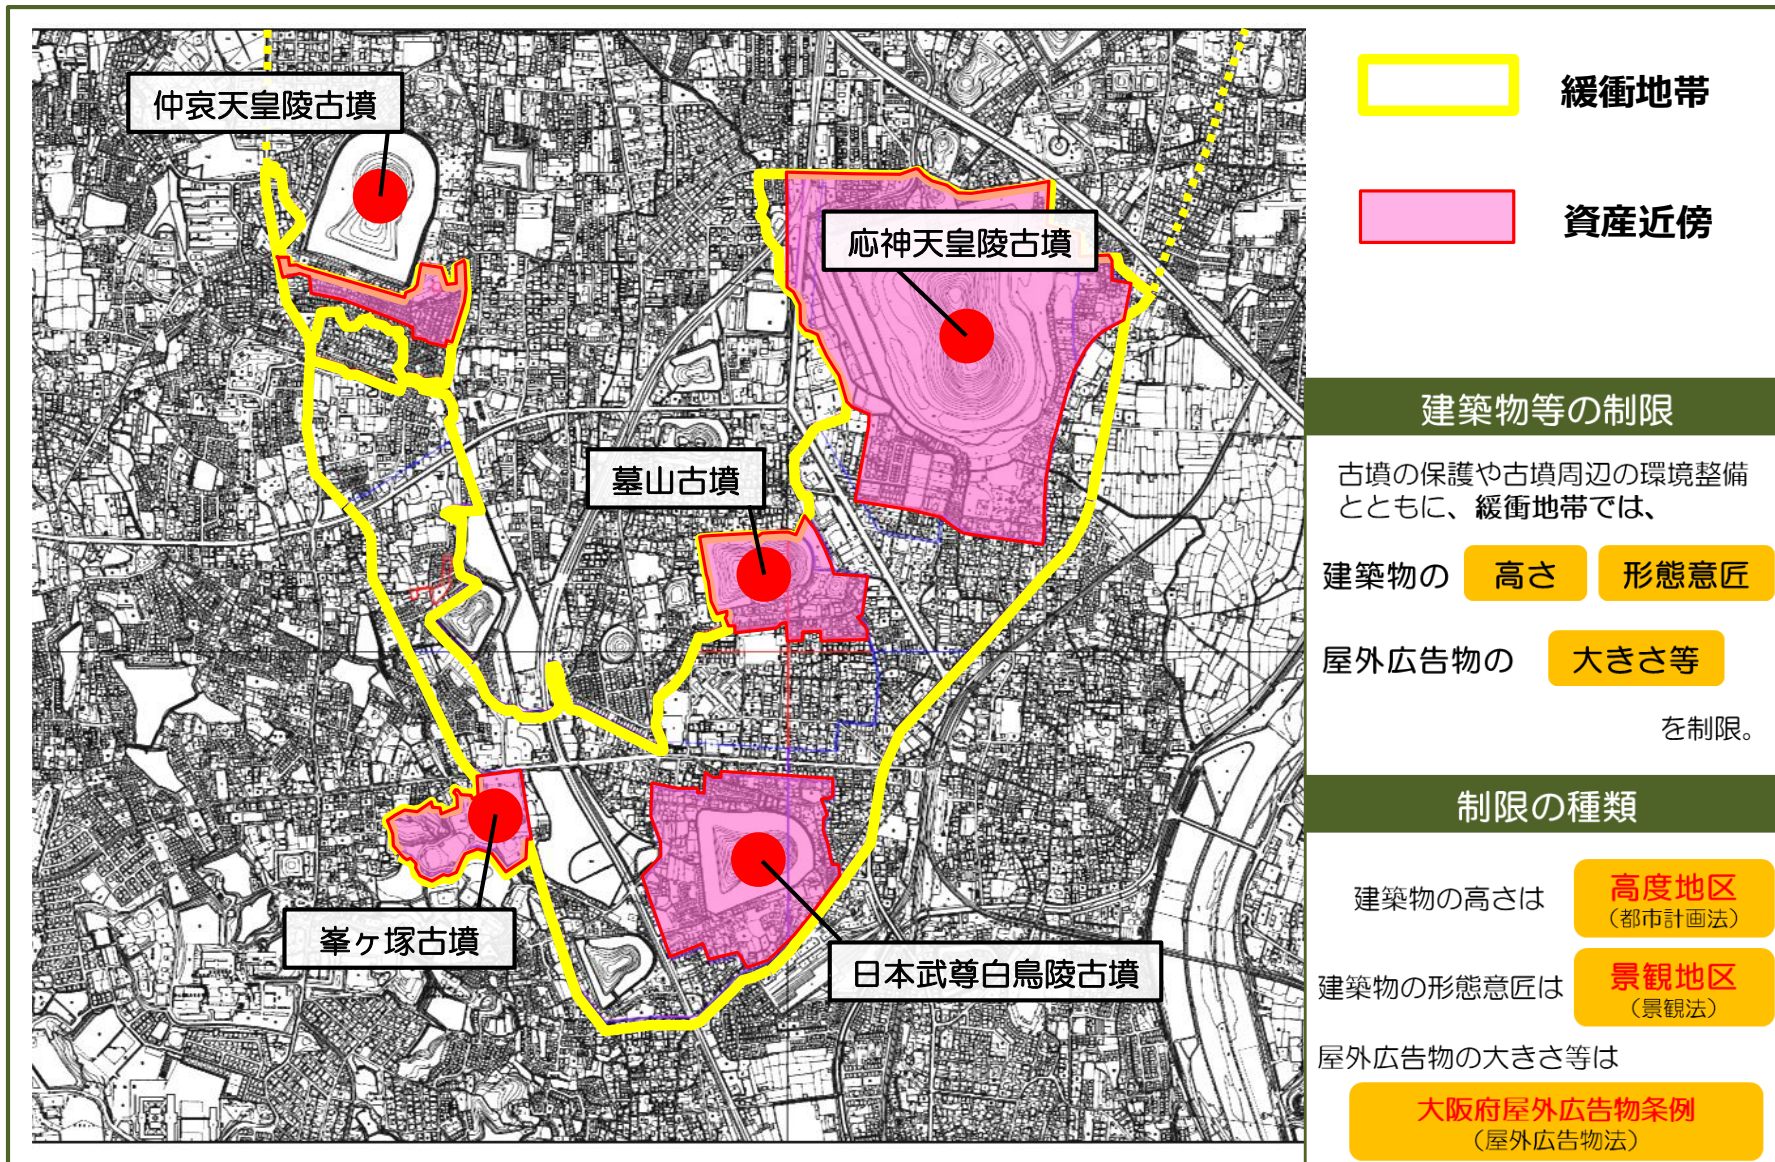 仲哀天皇陵古墳
応神天皇陵古墳
墓山古墳
峯ヶ塚古墳
日本武尊白鳥陵古墳
緩衝地帯
資産近傍
建築物等の制限
古墳の保護や古墳周辺の環境整備
とともに、緩衝地帯では、
建築物の 高さ 形態意匠
屋外広告物の 大きさ等
を制限。
制限の種類
建築物の高さは 高度地区
（都市計画法）
建築物の形態意匠は 景観地区
（景観法）
屋外広告物の大きさ等は
大阪府屋外広告物条例
（屋外広告物法）